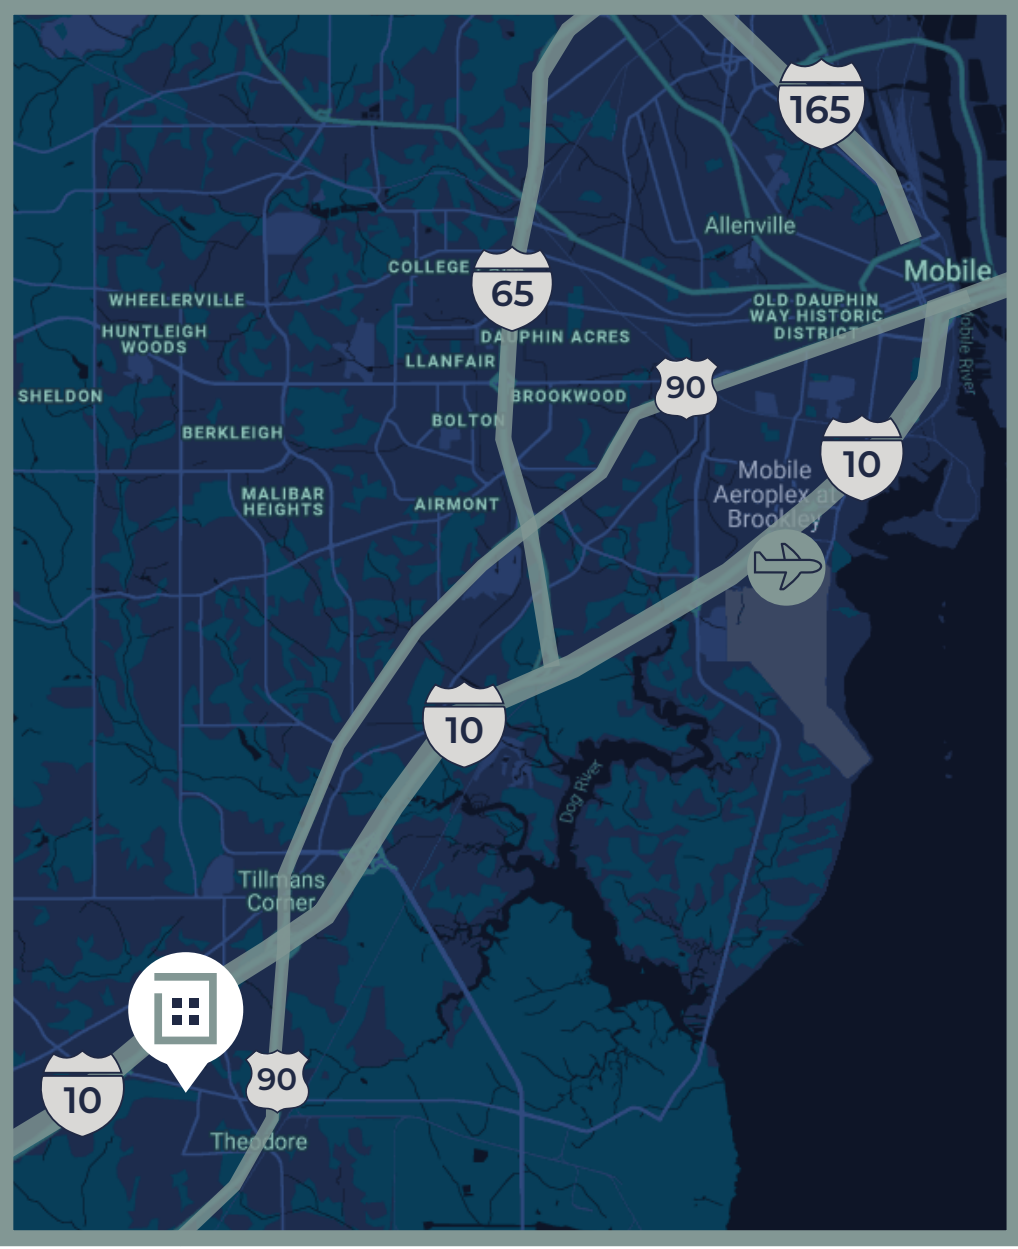 165
Allenville
COLLEGE
65
Mobile
WHEELERVILLE
OLD DAUPHIN
WAY HISTORIC
DISTRICT
HUNTLEIGH
WOODS
DAUPHIN ACRES
Mobile River
LLANFAIR
90
SHELDON
BROOKWOOD
BOLTON
BERKLEIGH
10
Mobile
Aeroplex at
Brookley
MALIBAR
HEIGHTS
AIRMONT
10
Dog River
Tillmans
Corner
90
10
Theodore